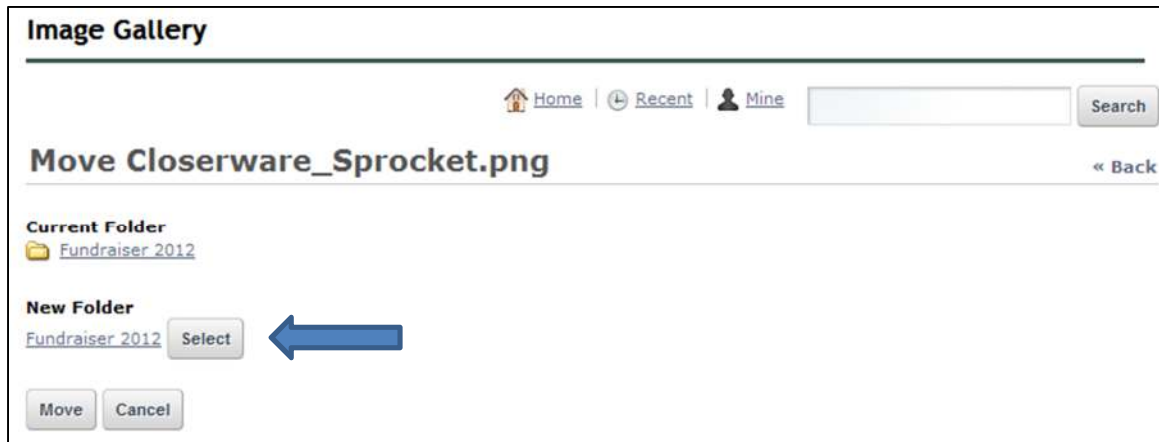 Image Gallery
Home | Recent | Mine Search
Move Closerware_Sprocket.png « Back
Current Folder
Fundraiser 2012
New Folder
Fundraiser 2012 Select
Move Cancel